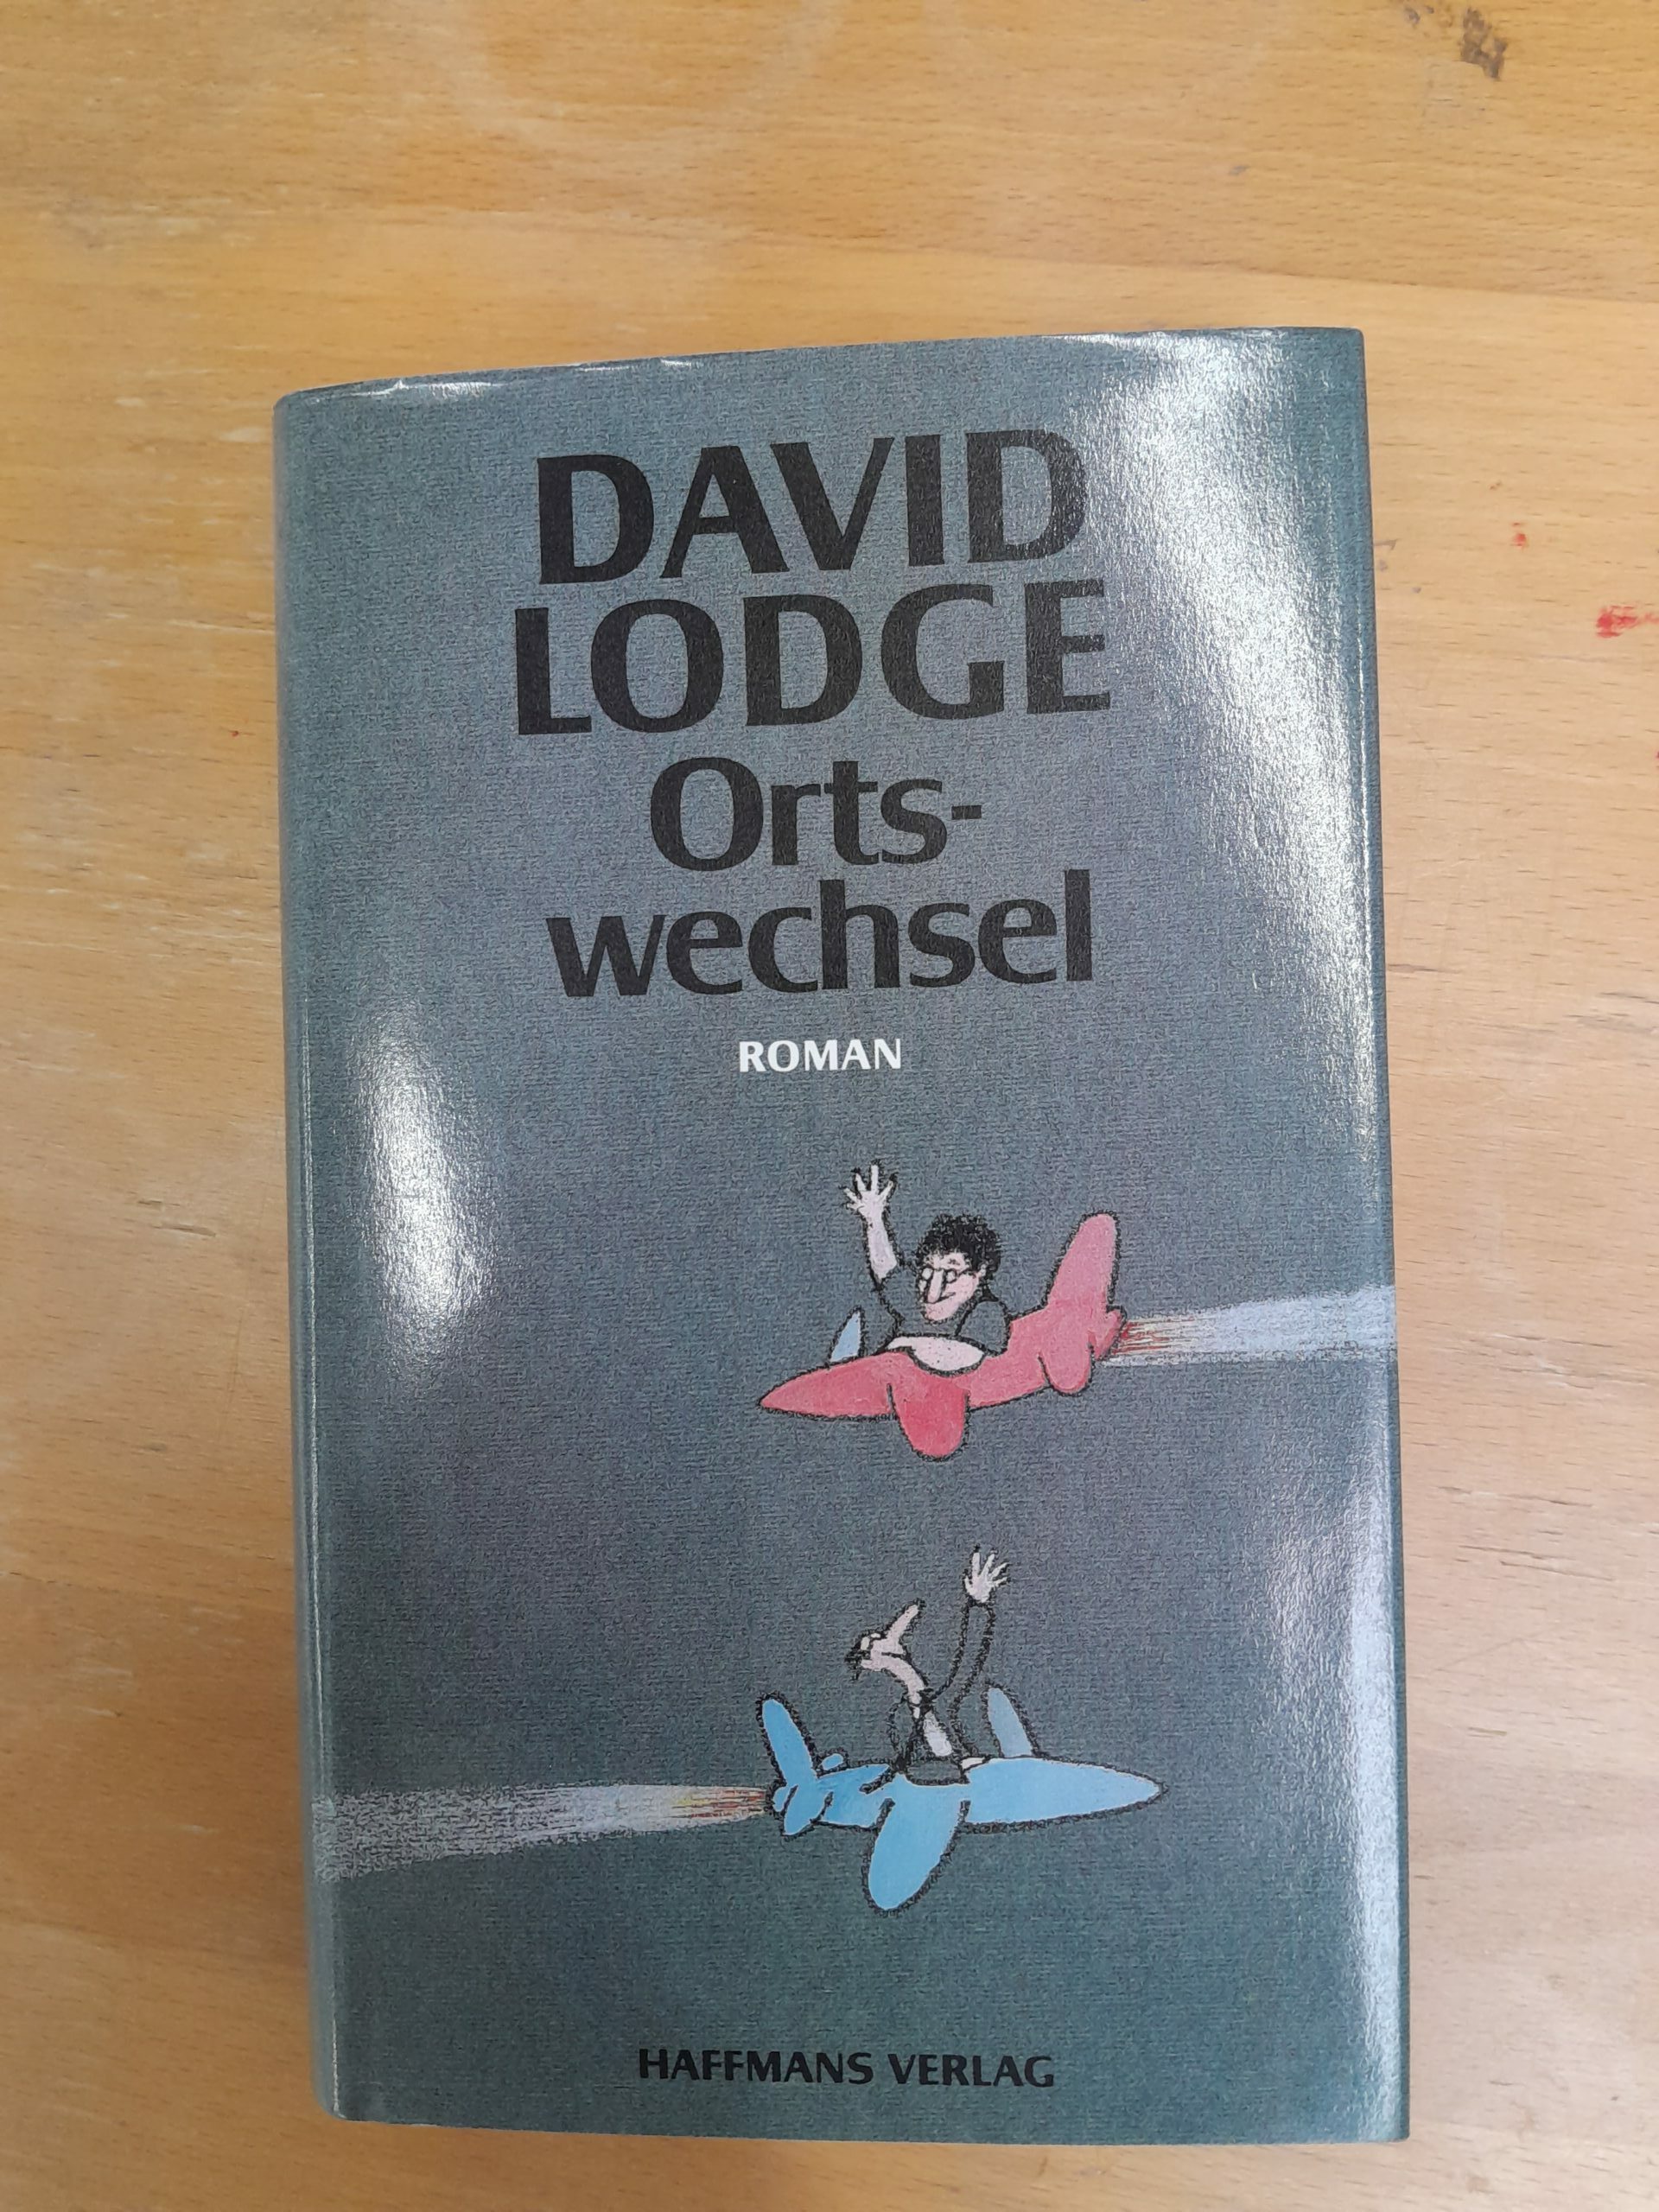 DAVID
LODGE
Orts-
wechsel
ROMAN
HAFFMANS VERLAG